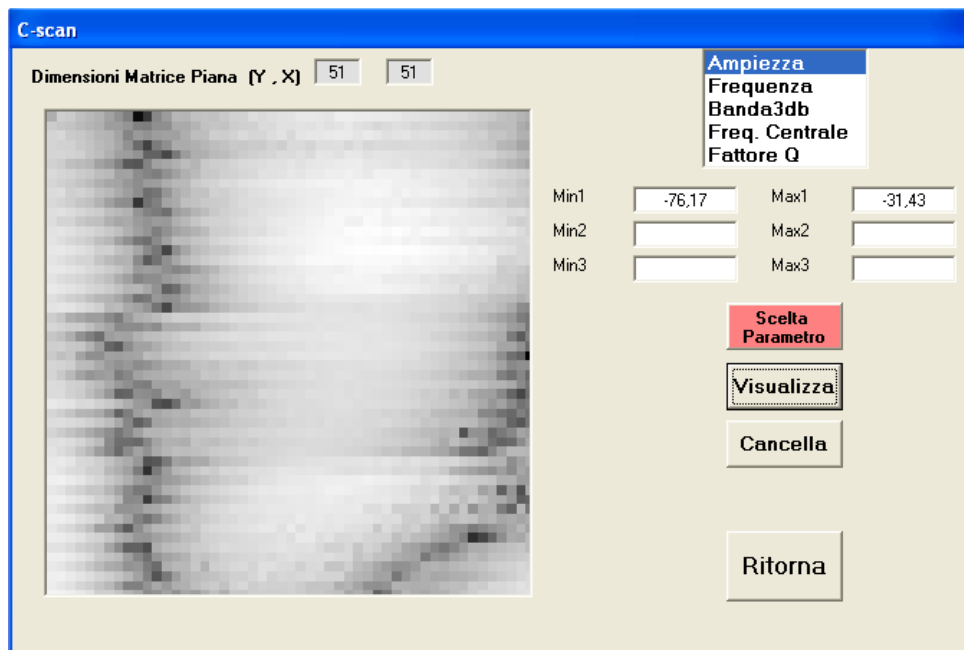 C-scan
Dimensioni Matrice Piana (Y , X) 51 51
Ampiezza
Frequenza
Banda3db
Freq. Centrale
Fattore Q
Min1 -76,17 Max1 -31,43
Min2 Max2
Min3 Max3
Scelta
Parametro
Visualizza
Cancella
Ritorna